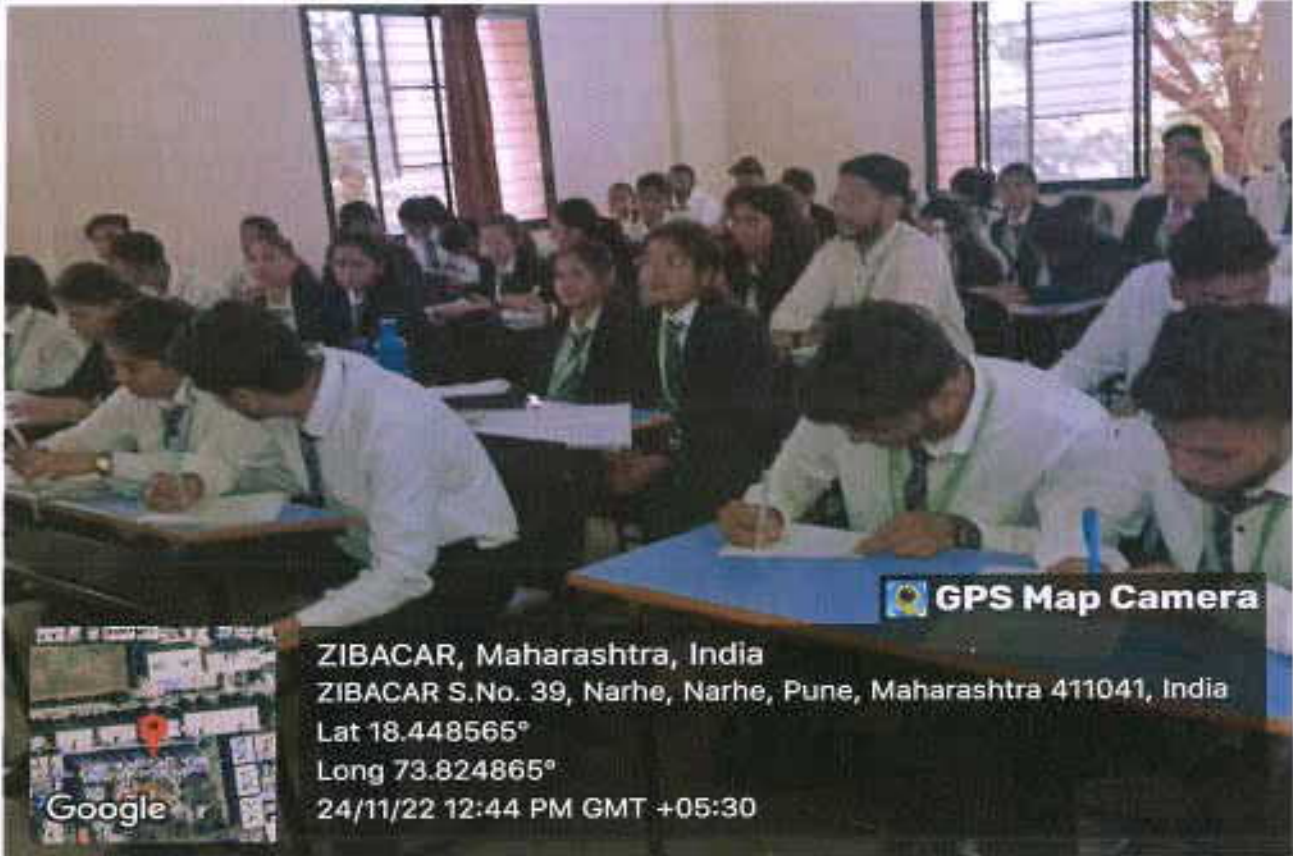 GPS Map Camera
ZIBACAR, Maharashtra, India
ZIBACAR S.No. 39, Narhe, Narhe, Pune, Maharashtra 411041, India
Lat 18.448565°
Long 73.824865°
24/11/22 12:44 PM GMT +05:30
Google